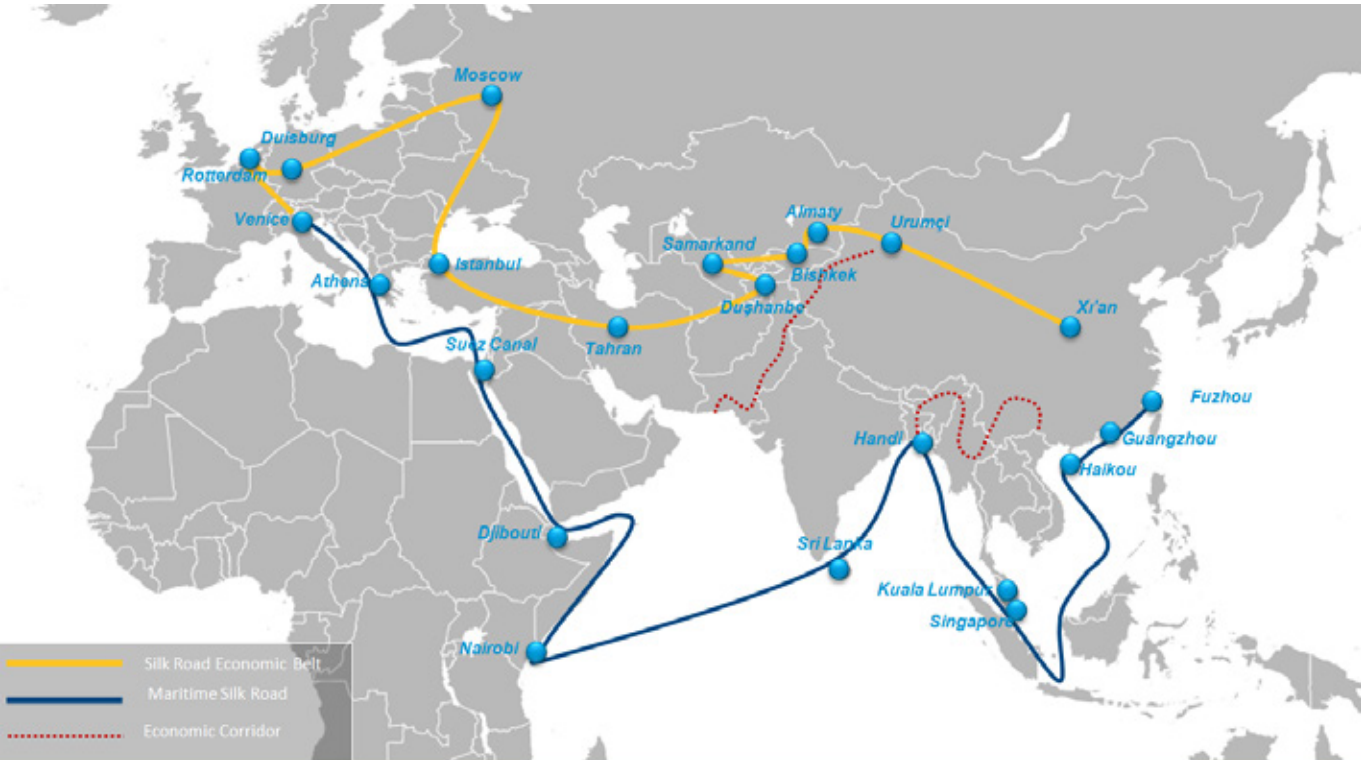 Moscow
Duisburg
Rotterdam
Venice
Istanbul
Athens
Suez Canal
Tahran
Samarkand
Almaty
Urumçi
Bishkek
Duşhanbe
Xı'an
Fuzhou
Guangzhou
Haikou
Handi
Sri Lanka
Kuala Lumpur
Singapore
Djibouti
Nairobi
Silk Road Economic Belt
Maritime Silk Road
Economic Corridor